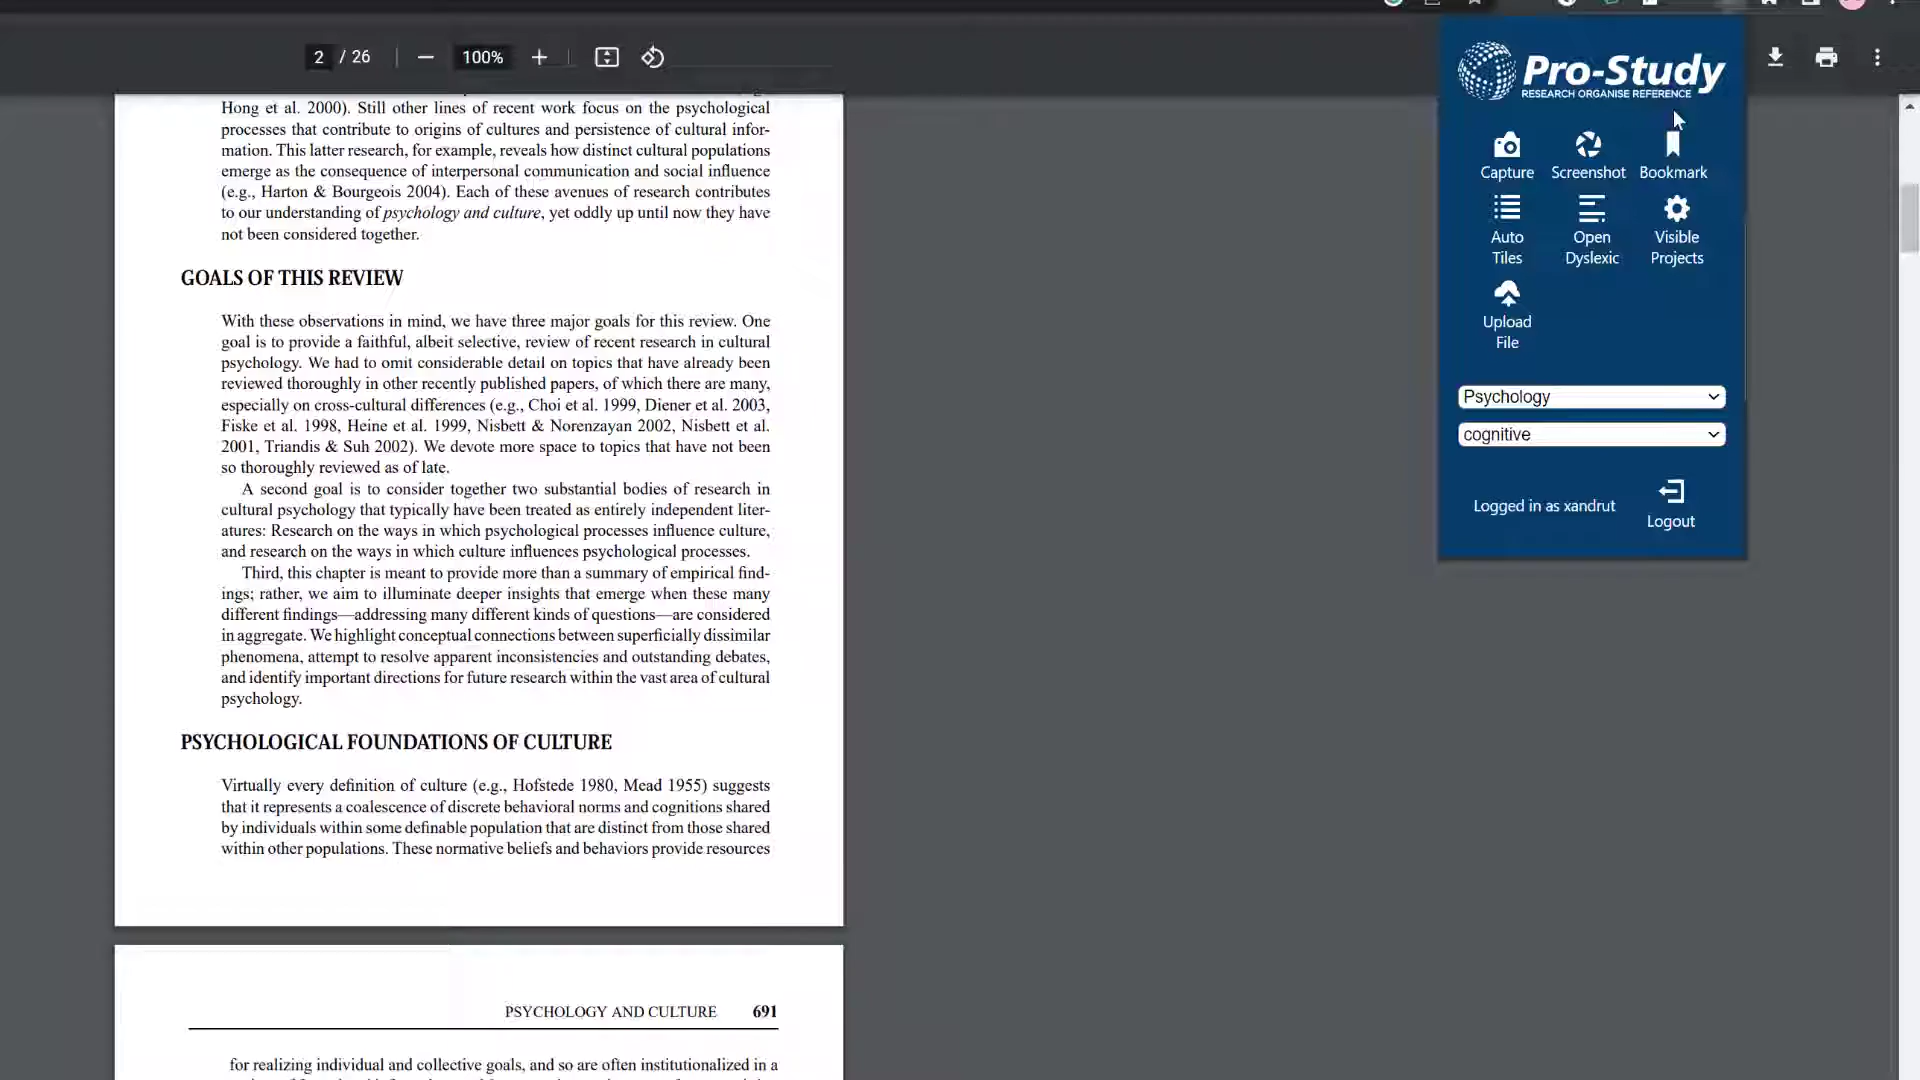 2 / 26
100%
Hong et al. 2000). Still other lines of recent work focus on the psychological
processes that contribute to origins of cultures and persistence of cultural infor-
mation. This latter research, for example, reveals how distinct cultural populations
emerge as the consequence of interpersonal communication and social influence
(e.g., Harton & Bourgeois 2004). Each of these avenues of research contributes
to our understanding of psychology and culture, yet oddly up until now they have
not been considered together.
GOALS OF THIS REVIEW
With these observations in mind, we have three major goals for this review. One
goal is to provide a faithful, albeit selective, review of recent research in cultural
psychology. We had to omit considerable detail on topics that have already been
reviewed thoroughly in other recently published papers, of which there are many,
especially on cross-cultural differences (e.g., Choi et al. 1999, Diener et al. 2003,
Fiske et al. 1998, Heine et al. 1999, Nisbett & Norenzayan 2002, Nisbett et al.
2001, Triandis & Suh 2002). We devote more space to topics that have not been
so thoroughly reviewed as of late.
A second goal is to consider together two substantial bodies of research in
cultural psychology that typically have been treated as entirely independent liter-
atures: Research on the ways in which psychological processes influence culture,
and research on the ways in which culture influences psychological processes.
Third, this chapter is meant to provide more than a summary of empirical find-
ings; rather, we aim to illuminate deeper insights that emerge when these many
different findings—addressing many different kinds of questions—are considered
in aggregate. We highlight conceptual connections between superficially dissimilar
phenomena, attempt to resolve apparent inconsistencies and outstanding debates,
and identify important directions for future research within the vast area of cultural
psychology.
PSYCHOLOGICAL FOUNDATIONS OF CULTURE
Virtually every definition of culture (e.g., Hofstede 1980, Mead 1955) suggests
that it represents a coalescence of discrete behavioral norms and cognitions shared
by individuals within some definable population that are distinct from those shared
within other populations. These normative beliefs and behaviors provide resources
PSYCHOLOGY AND CULTURE 691
for realizing individual and collective goals, and so are often institutionalized in a
Pro-Study
RESEARCH ORGANISE REFERENCE
Capture Screenshot Bookmark
Auto Open Visible
Tiles Dyslexic Projects
Upload
File
Psychology
cognitive
Logged in as xandrut
Logout